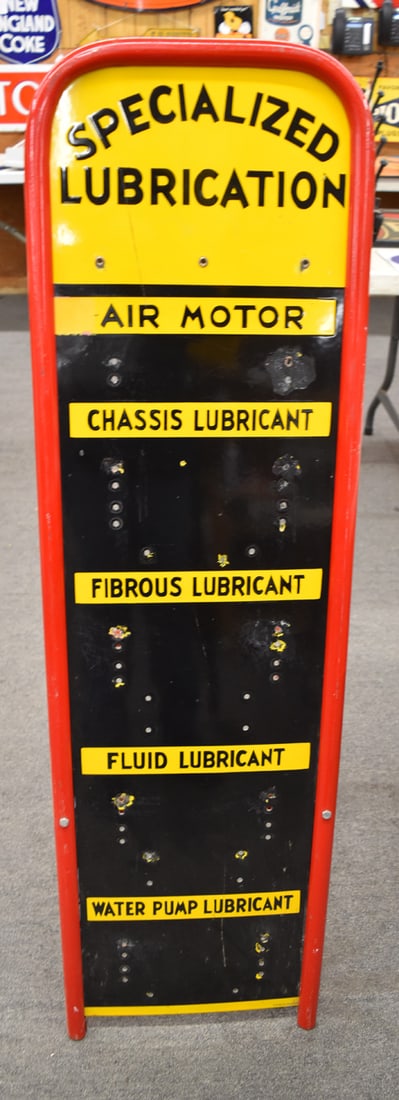 NEW
ENGLAND
COKE
SPECIALIZED
LUBRICATION
AIR MOTOR
CHASSIS LUBRICANT
FIBROUS LUBRICANT
FLUID LUBRICANT
WATER PUMP LUBRICANT